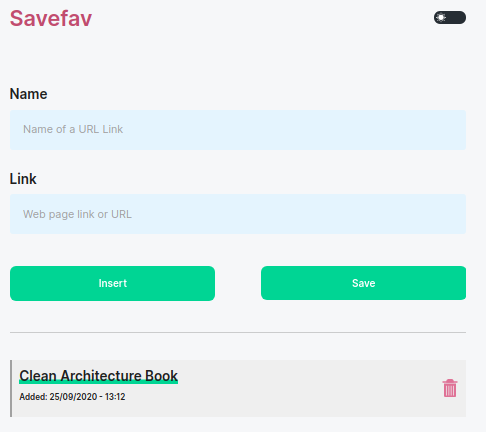 Savefav
Name
Name of a URL Link
Link
Web page link or URL
Insert
Save
Clean Architecture Book
Added: 25/09/2020 - 13:12